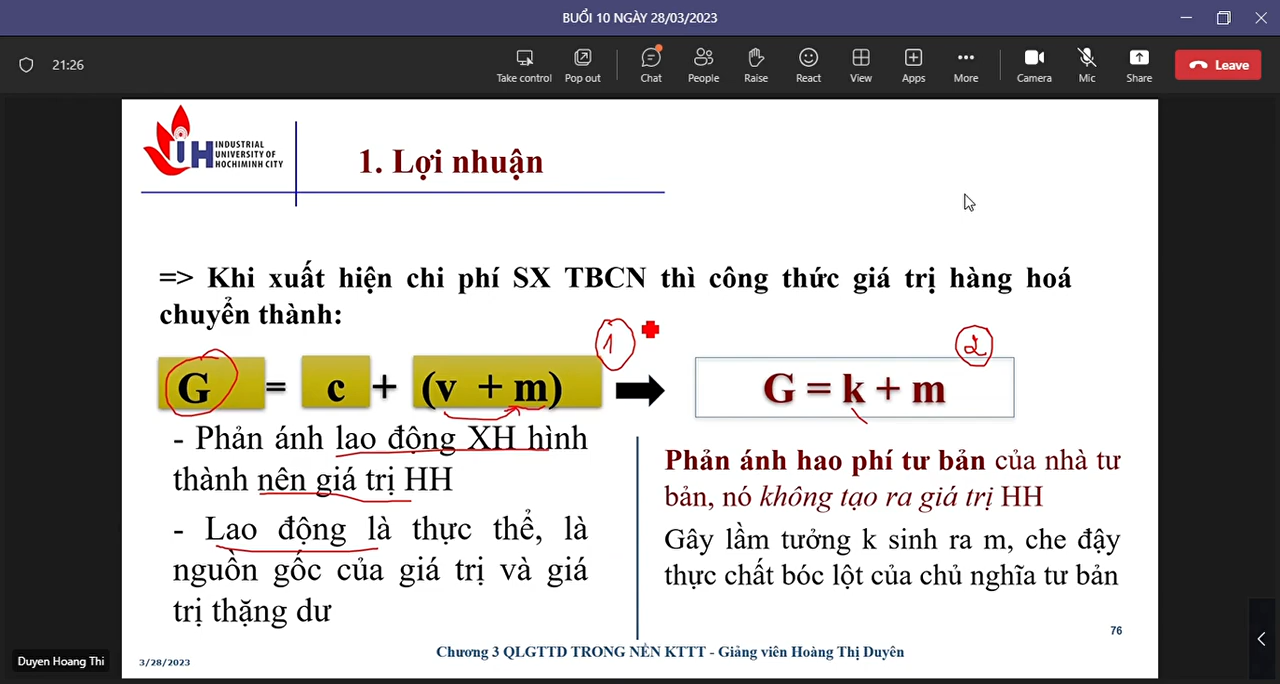 BUỔI 10 NGÀY 28/03/2023
21:26
Take control Pop out Chat People Raise React View Apps More Camera Mic Share Leave
IUH INDUSTRIAL
UNIVERSITY OF
HOCHIMINH CITY
1. Lợi nhuận
=> Khi xuất hiện chi phí SX TBCN thì công thức giá trị hàng hoá
chuyển thành:
1
2
G = c + (v + m)
G = k + m
- Phản ánh lao động XH hình
thành nên giá trị HH
- Lao động là thực thể, là
nguồn gốc của giá trị và giá
trị thặng dư
Phản ánh hao phí tư bản của nhà tư
bản, nó không tạo ra giá trị HH
Gây lầm tưởng k sinh ra m, che đậy
thực chất bóc lột của chủ nghĩa tư bản
76
Duyen Hoang Thi
3/28/2023
Chương 3 QLGTTD TRONG NỀN KTTT - Giảng viên Hoàng Thị Duyên